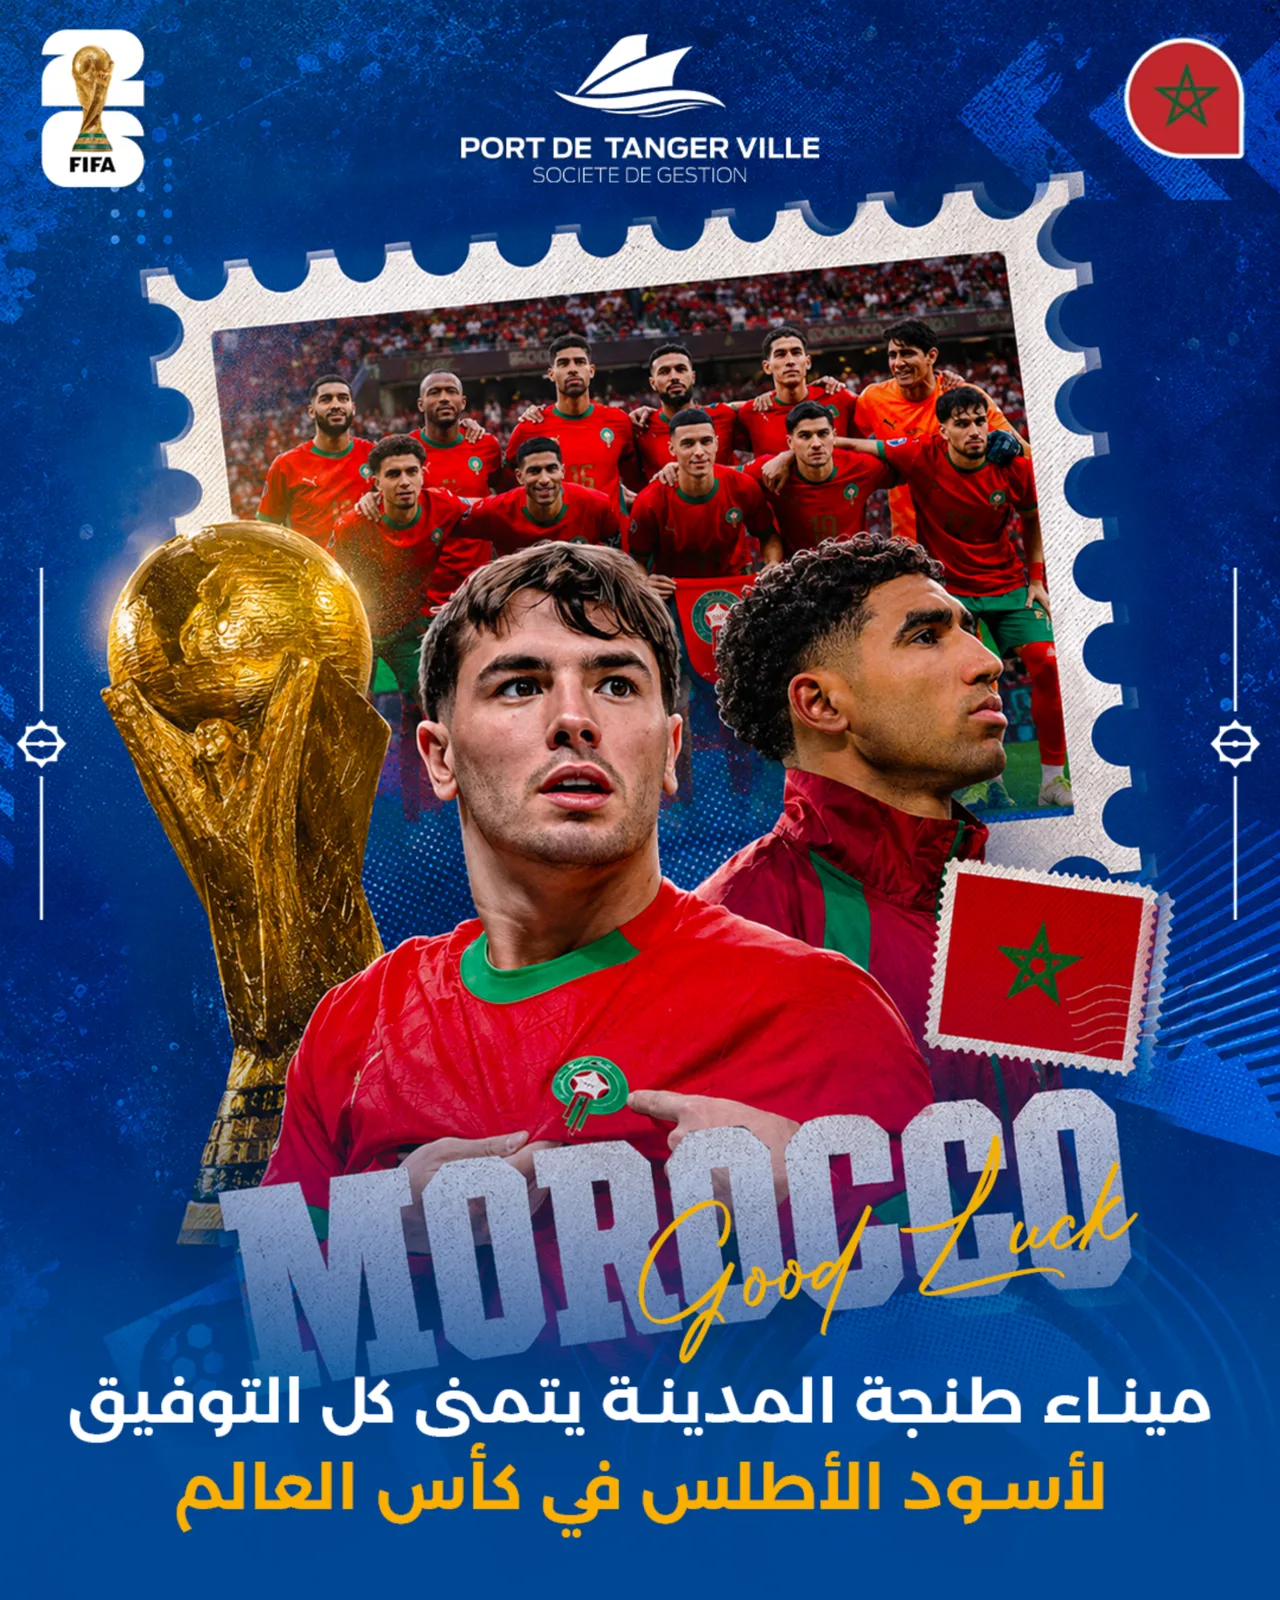 FIFA
PORT DE TANGER VILLE
SOCIETE DE GESTION
MOROCCO
Good Luck
ميناء طنجة المدينة يتمنى كل التوفيق
لأسود الأطلس في كأس العالم